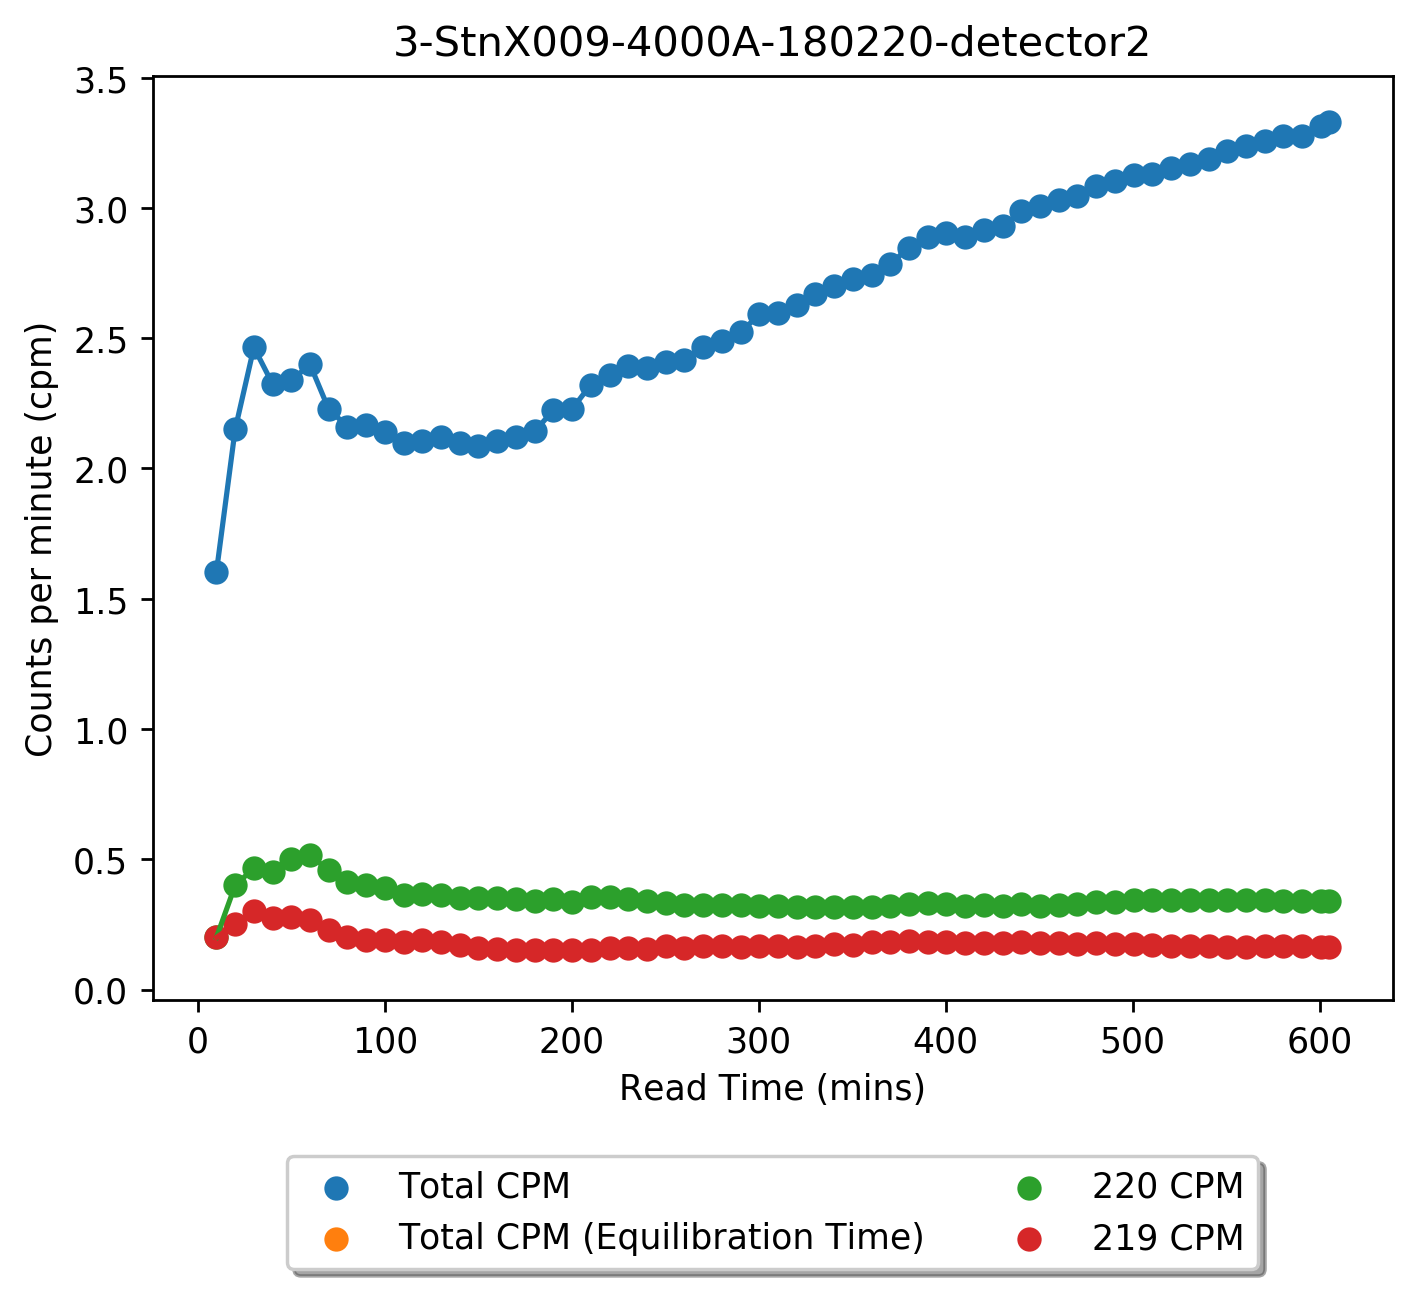 3-StnX009-4000A-180220-detector2
3.5
3.0
2.5
2.0
1.5
1.0
0.5
0.0
Counts per minute (cpm)
0 100 200 300 400 500 600
Read Time (mins)
Total CPM
Total CPM (Equilibration Time)
220 CPM
219 CPM